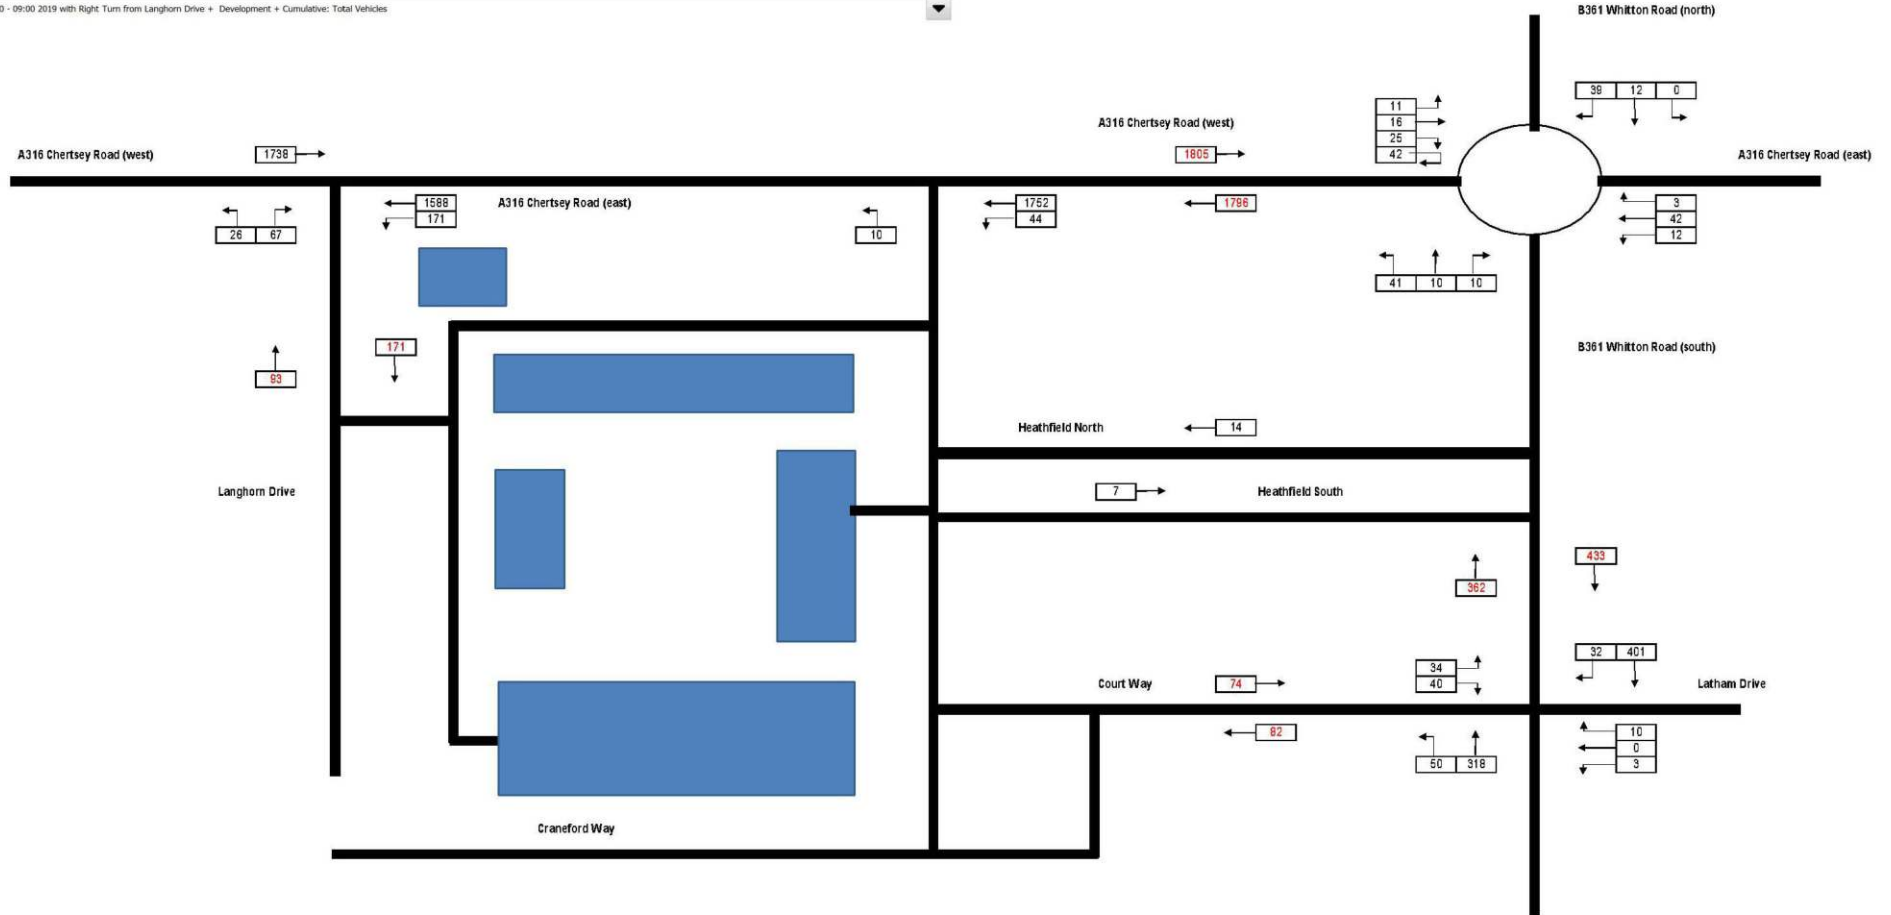 0 - 09:00 2019 with Right Turn from Langhorn Drive + Development + Cumulative: Total Vehicles
B361 Whitton Road (north)
39 12 0
11
16
25
42
A316 Chertsey Road (west)
A316 Chertsey Road (west)
1738
1805
A316 Chertsey Road (east)
1588
171
A316 Chertsey Road (east)
1752
44
1796
3
42
12
26 67
10
41 10 10
171
B361 Whitton Road (south)
93
Heathfield North
14
Langhorn Drive
7
Heathfield South
433
362
32 401
34
40
Court Way
74
Latham Drive
82
10
0
3
50 318
Craneford Way